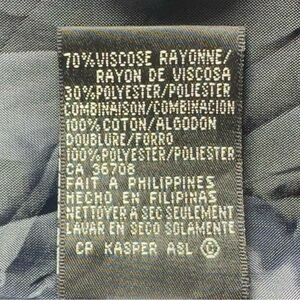 70%VISCOSE RAYONNE/
RAYON DE VISCOSA
30%POLYESTER/POLIESTER
COMBINAISON/COMBINACION
100%COTON/ALGODON
DOUBLURE/FORRO
100%POLYESTER/POLIESTER
CA 36708
FAIT A PHILIPPINES
HECHO EN FILIPINAS
NETTOYER A SEC SEULEMENT
LAVAR EN SECO SOLAMENTE
CP KASPER ASL ©